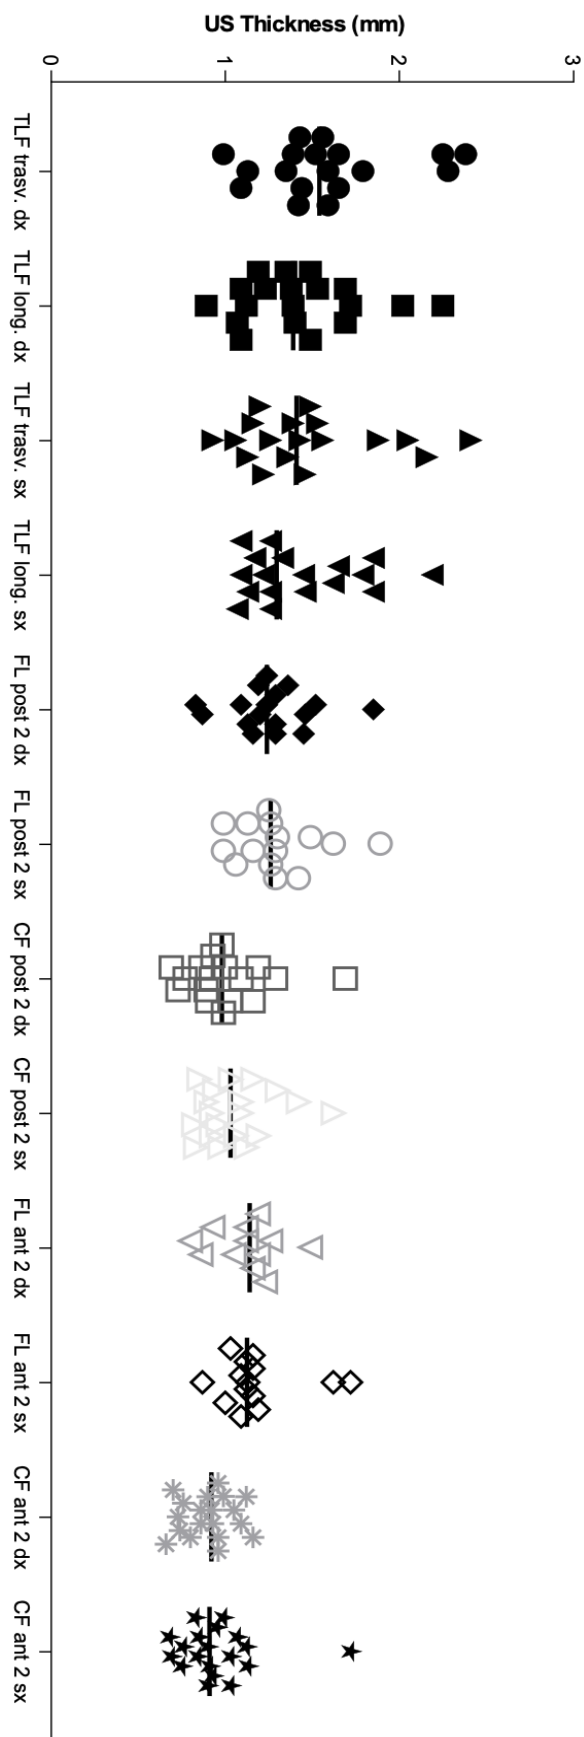 US Thickness (mm)
0
1
2
3
TLF trasv. dx
TLF long. dx
TLF trasv. sx
TLF long. sx
FL post 2 dx
FL post 2 sx
CF post 2 dx
CF post 2 sx
FL ant 2 dx
FL ant 2 sx
CF ant 2 dx
CF ant 2 sx